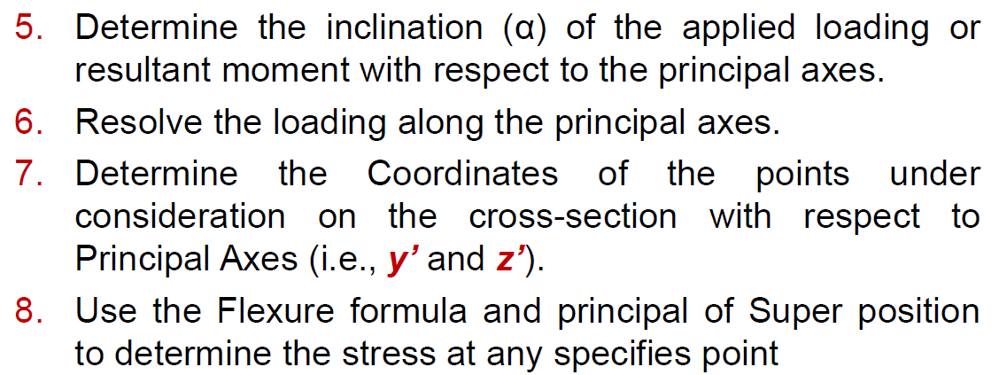 5. Determine the inclination (α) of the applied loading or
resultant moment with respect to the principal axes.
6. Resolve the loading along the principal axes.
7. Determine the Coordinates of the points under
consideration on the cross-section with respect to
Principal Axes (i.e., y’ and z’).
8. Use the Flexure formula and principal of Super position
to determine the stress at any specifies point